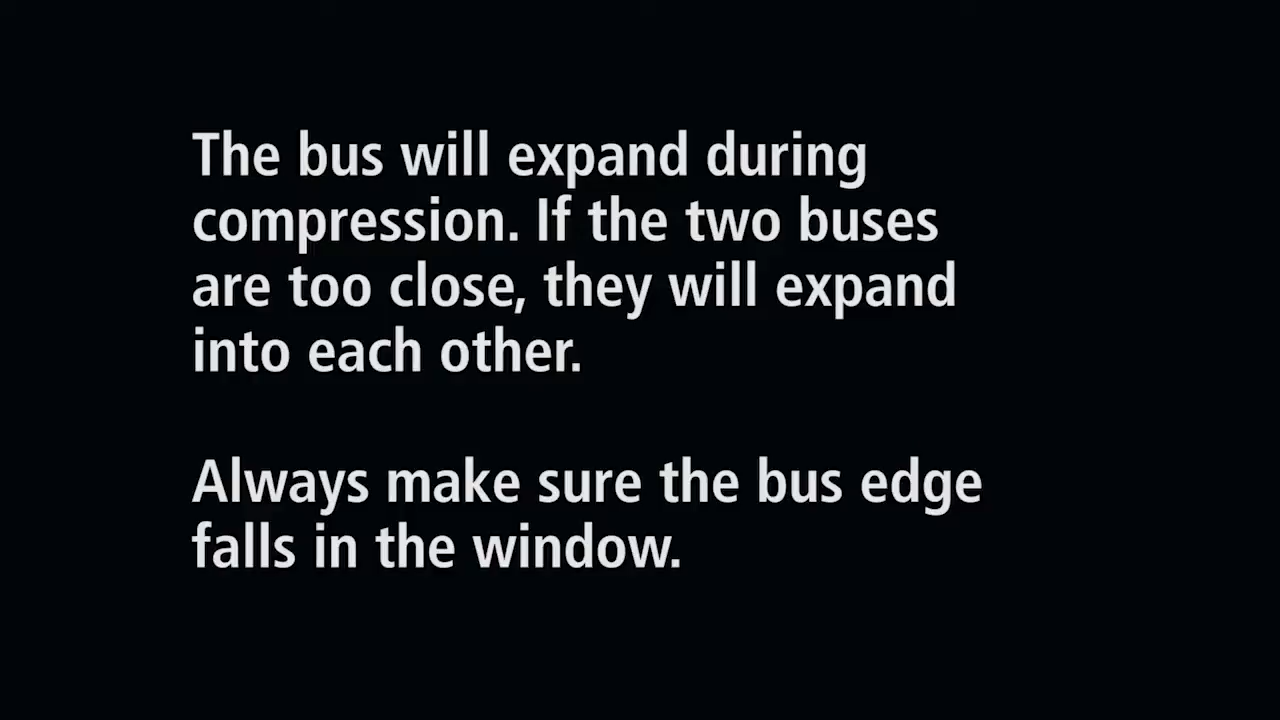 The bus will expand during
compression. If the two buses
are too close, they will expand
into each other.
Always make sure the bus edge
falls in the window.